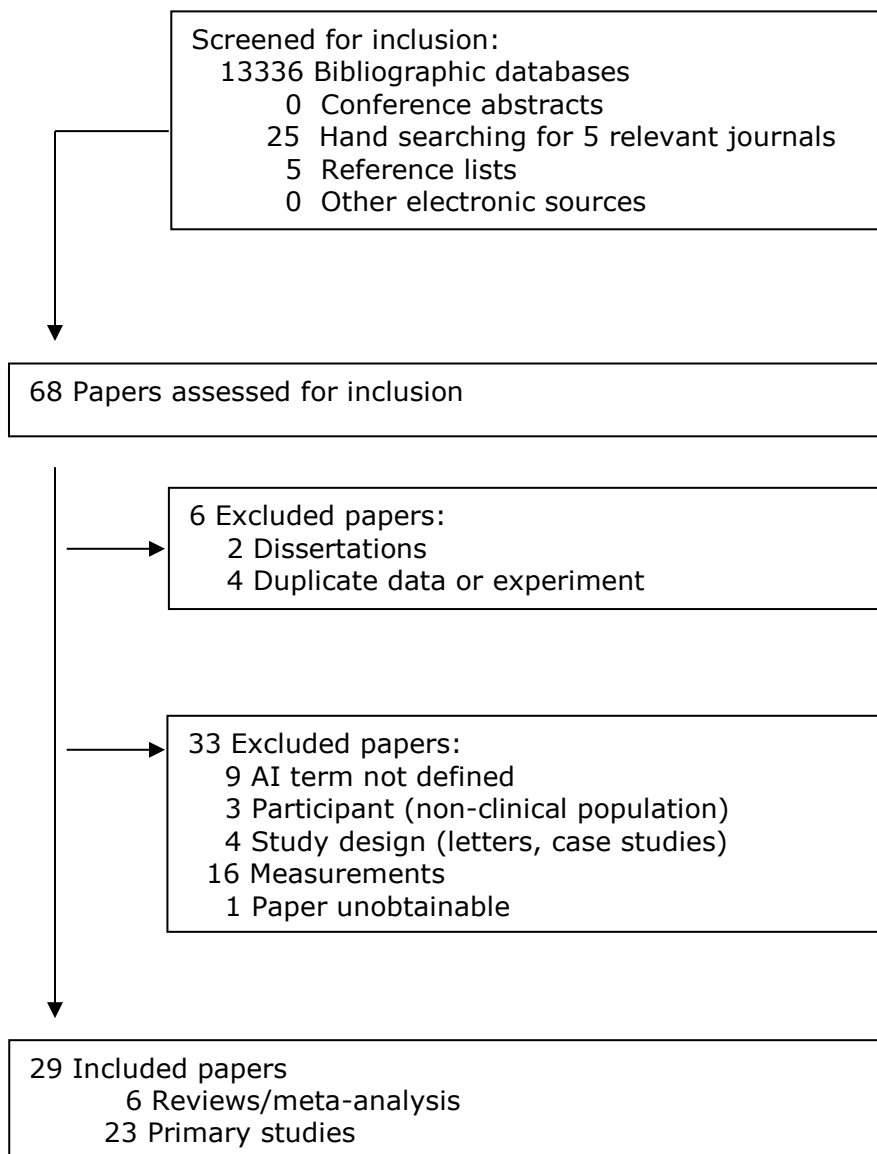 Screened for inclusion:
13336 Bibliographic databases
0 Conference abstracts
25 Hand searching for 5 relevant journals
5 Reference lists
0 Other electronic sources
68 Papers assessed for inclusion
6 Excluded papers:
2 Dissertations
4 Duplicate data or experiment
33 Excluded papers:
9 AI term not defined
3 Participant (non-clinical population)
4 Study design (letters, case studies)
16 Measurements
1 Paper unobtainable
29 Included papers
6 Reviews/meta-analysis
23 Primary studies